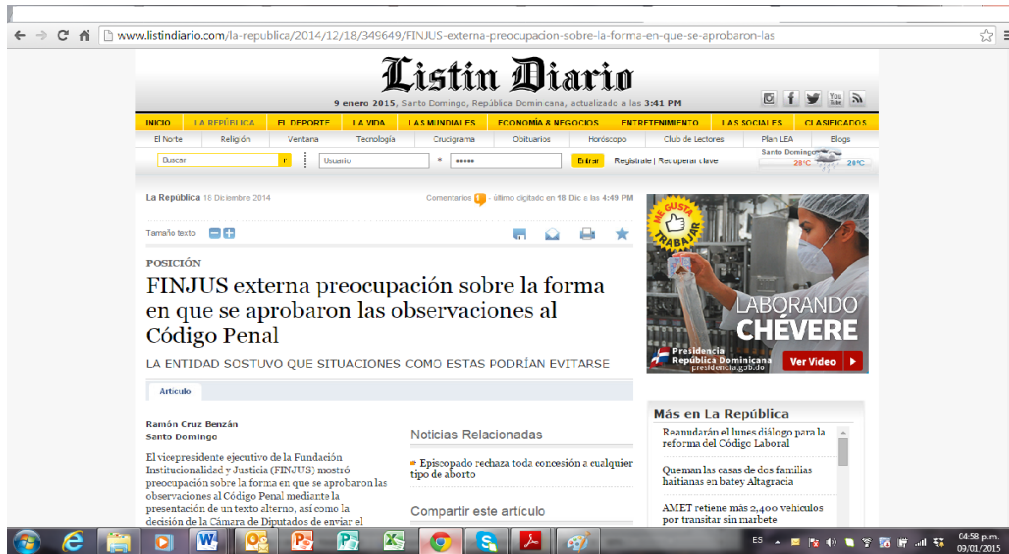 www.listindiario.com/la-republica/2014/12/18/349649/FINJUS-externa-preocupacion-sobre-la-forma-en-que-se-aprobaron-las
Listin Diario
9 enero 2015, Santo Domingo, República Dominicana, actualizado a las 3:41 PM
You Tube
INICIO LA REPÚBLICA EL DEPORTE LA VIDA LAS MUNDIALES ECONOMÍA & NEGOCIOS ENTRETENIMIENTO LAS SOCIALES CLASIFICADOS
El Norte Religión Ventana Tecnología Crucigrama Obituarios Horóscopo Club de Lectores Plan LEA Blogs
Buscar Ir Usuario * ***** Entrar Regístrate | Recuperar clave
Santo Domingo
28°C 28°C
La República 18 Diciembre 2014
Comentarios 1 - último digitado en 18 Dic a las 4:49 PM
Tamaño texto
POSICIÓN
FINJUS externa preocupación sobre la forma
en que se aprobaron las observaciones al
Código Penal
LA ENTIDAD SOSTUVO QUE SITUACIONES COMO ESTAS PODRÍAN EVITARSE
Artículo
Ramón Cruz Benzán
Santo Domingo
El vicepresidente ejecutivo de la Fundación
Institucionalidad y Justicia (FINJUS) mostró
preocupación sobre la forma en que se aprobaron las
observaciones al Código Penal mediante la
presentación de un texto alterno, así como la
decisión de la Cámara de Diputados de enviar el
Noticias Relacionadas
Episcopado rechaza toda concesión a cualquier
tipo de aborto
Compartir este artículo
ME GUSTA
TRABAJAR
LABORANDO
CHÉVERE
Presidencia
República Dominicana
presidencia.gob.do
Ver Video
Más en La República
Reanudarán el lunes diálogo para la
reforma del Código Laboral
Queman las casas de dos familias
haitianas en batey Altagracia
AMET retiene más 2,400 vehículos
por transitar sin marbete
ES
04:58 p.m.
09/01/2015